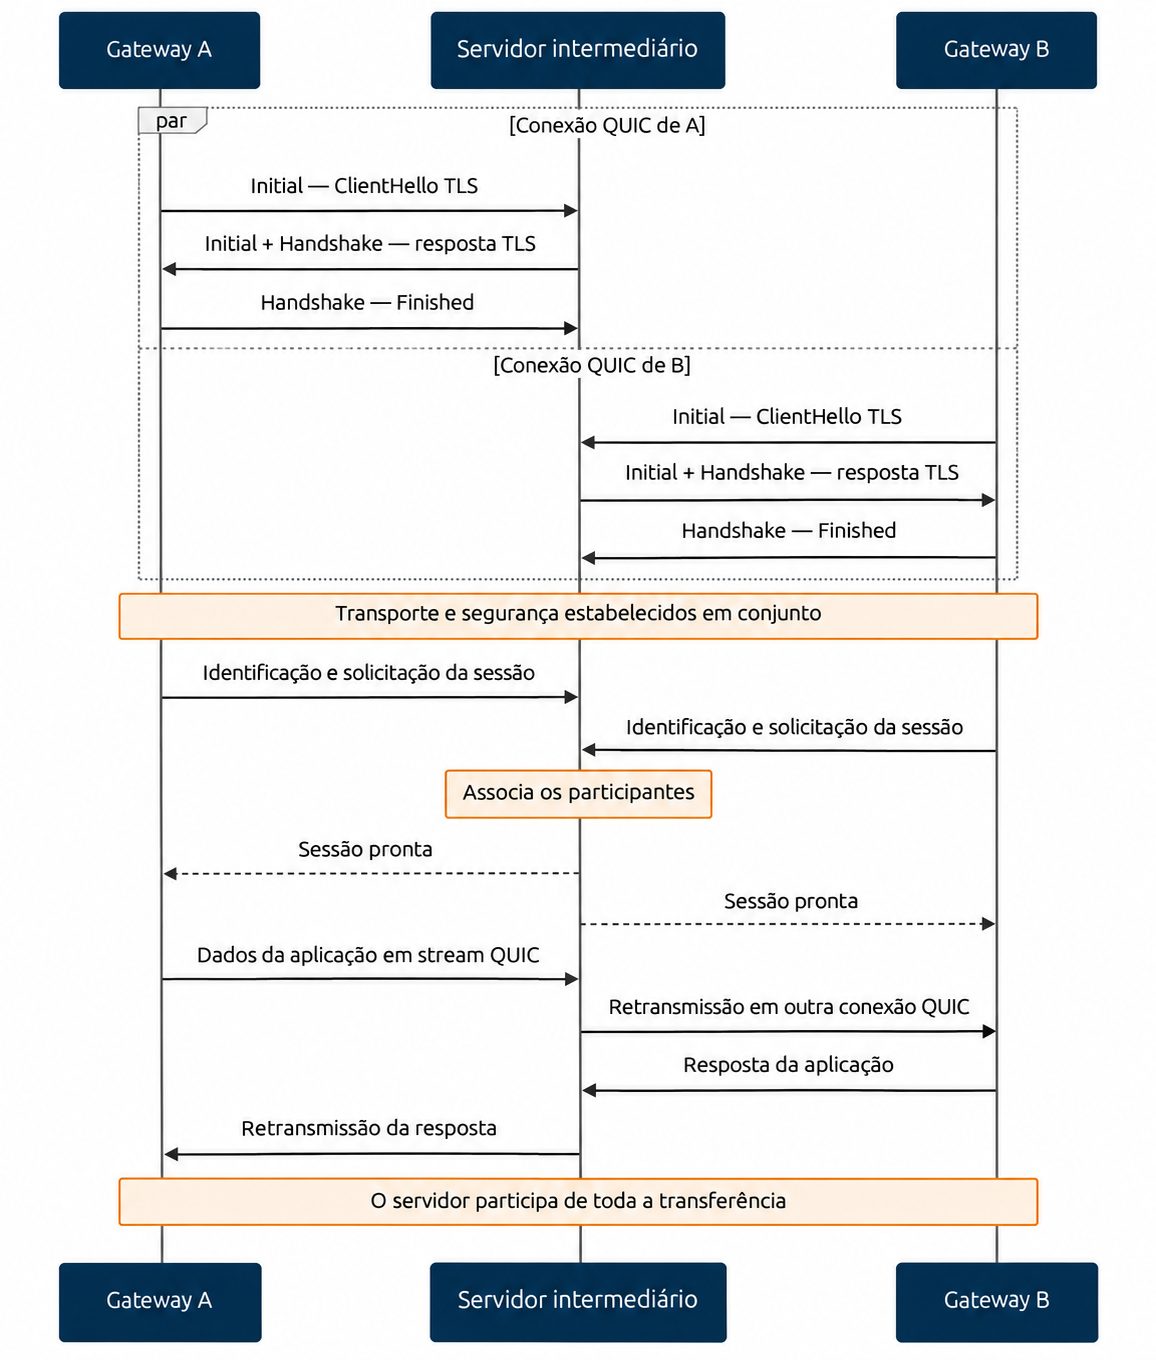 Gateway A
Servidor intermediário
Gateway B
par
[Conexão QUIC de A]
Initial — ClientHello TLS
Initial + Handshake — resposta TLS
Handshake — Finished
[Conexão QUIC de B]
Initial — ClientHello TLS
Initial + Handshake — resposta TLS
Handshake — Finished
Transporte e segurança estabelecidos em conjunto
Identificação e solicitação da sessão
Identificação e solicitação da sessão
Associa os participantes
Sessão pronta
Sessão pronta
Dados da aplicação em stream QUIC
Retransmissão em outra conexão QUIC
Resposta da aplicação
Retransmissão da resposta
O servidor participa de toda a transferência
Gateway A
Servidor intermediário
Gateway B